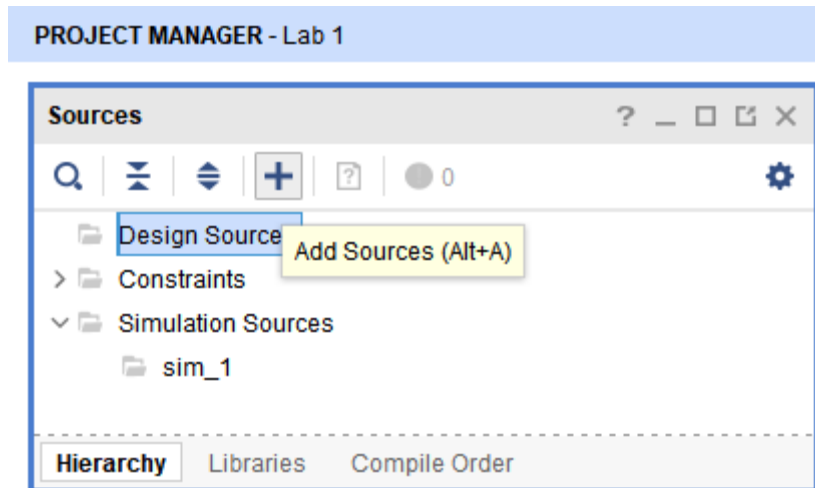 PROJECT MANAGER - Lab 1
Sources
?
? 0
Design Source
Add Sources (Alt+A)
Constraints
Simulation Sources
sim_1
Hierarchy Libraries Compile Order